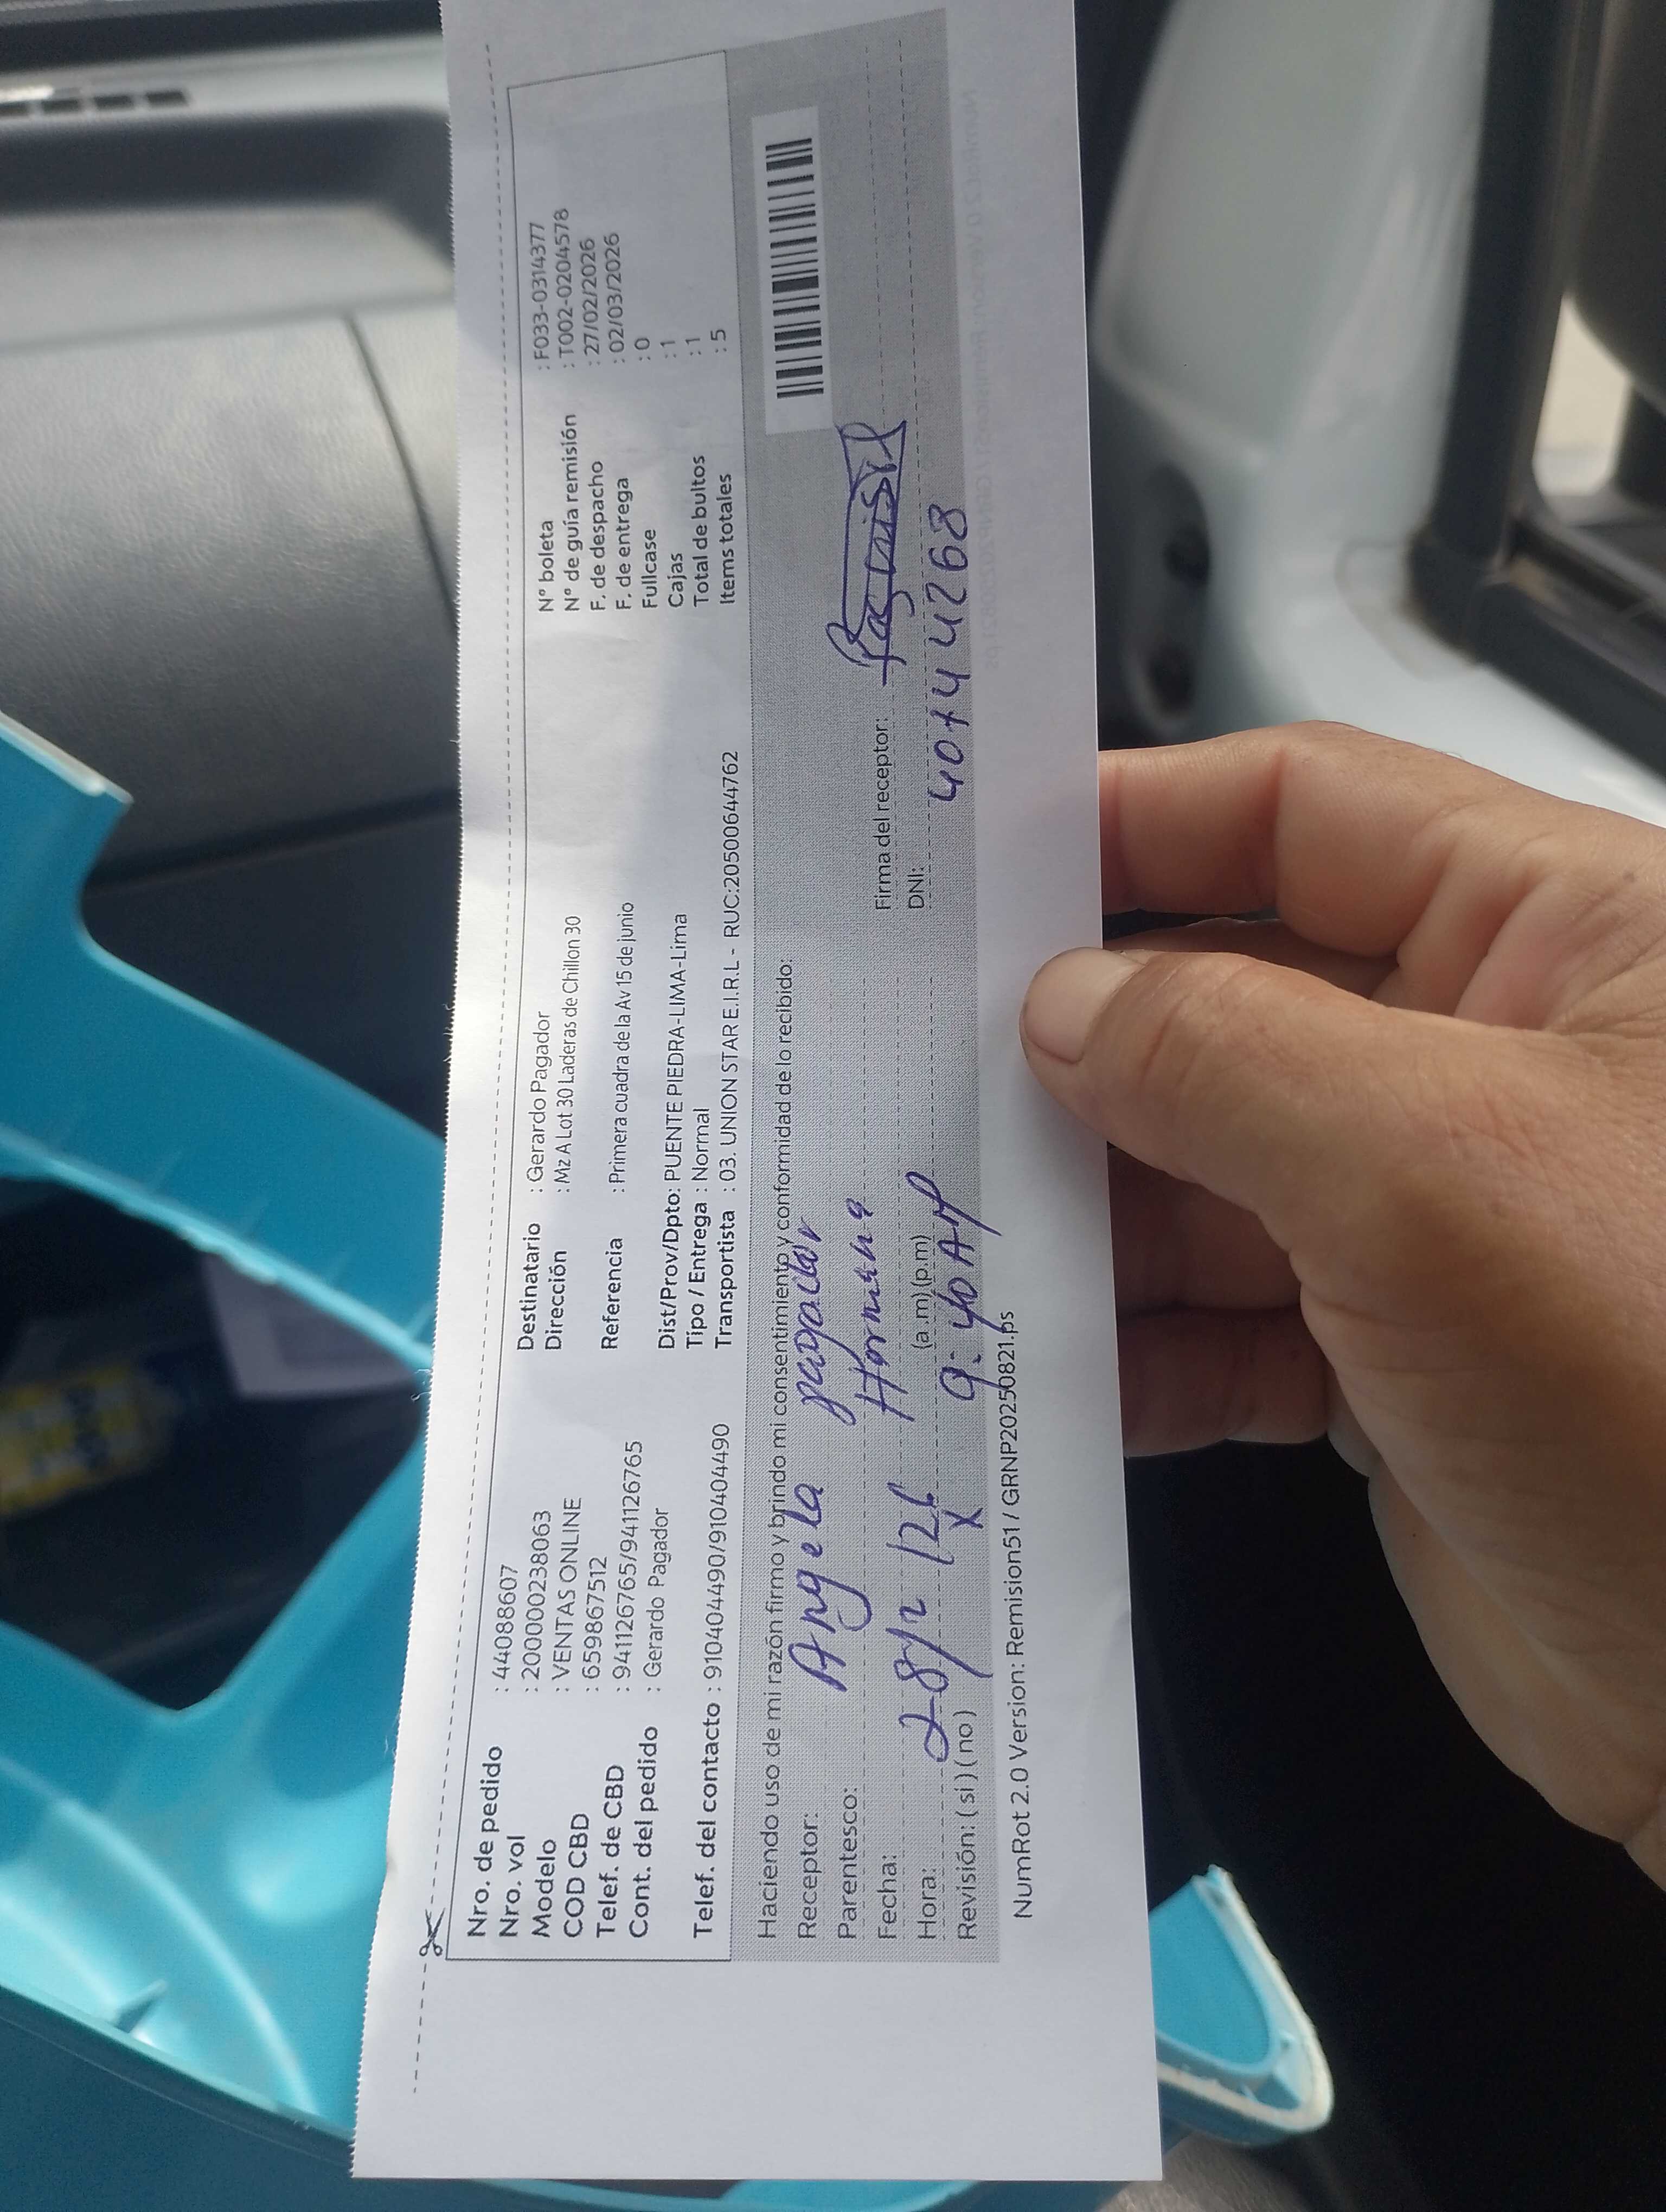 Nro. de pedido : 44088607
Nro. vol : 200000238063
Modelo : VENTAS ONLINE
COD CBD : 659867512
Telef. de CBD : 941126765/941126765
Cont. del pedido : Gerardo Pagador
Telef. del contacto : 910404490/910404490
Destinatario : Gerardo Pagador
Dirección : Mz A Lot 30 Laderas de Chillon 30
Referencia : Primera cuadra de la Av 15 de junio
Dist/Prov/Dpto: PUENTE PIEDRA-LIMA-Lima
Tipo / Entrega : Normal
Transportista : 03. UNION STAR E.I.R.L - RUC:20500644762
N° boleta : F033-0314377
N° de guía remisión : T002-0204578
F. de despacho : 27/02/2026
F. de entrega : 02/03/2026
Fullcase : 0
Cajas : 1
Total de bultos : 1
Items totales : 5
Haciendo uso de mi razón firmo y brindo mi consentimiento y conformidad de lo recibido:
Receptor: Angela pagador
Parentesco: Hermana
Fecha: 28/2/26
Hora: (a .m) (p.m) 9:40 AM
Revisión: ( si ) ( no ) X
Firma del receptor:
DNI: 40744268
NumRot 2.0 Version: Remision51 / GRNP20250821.ps